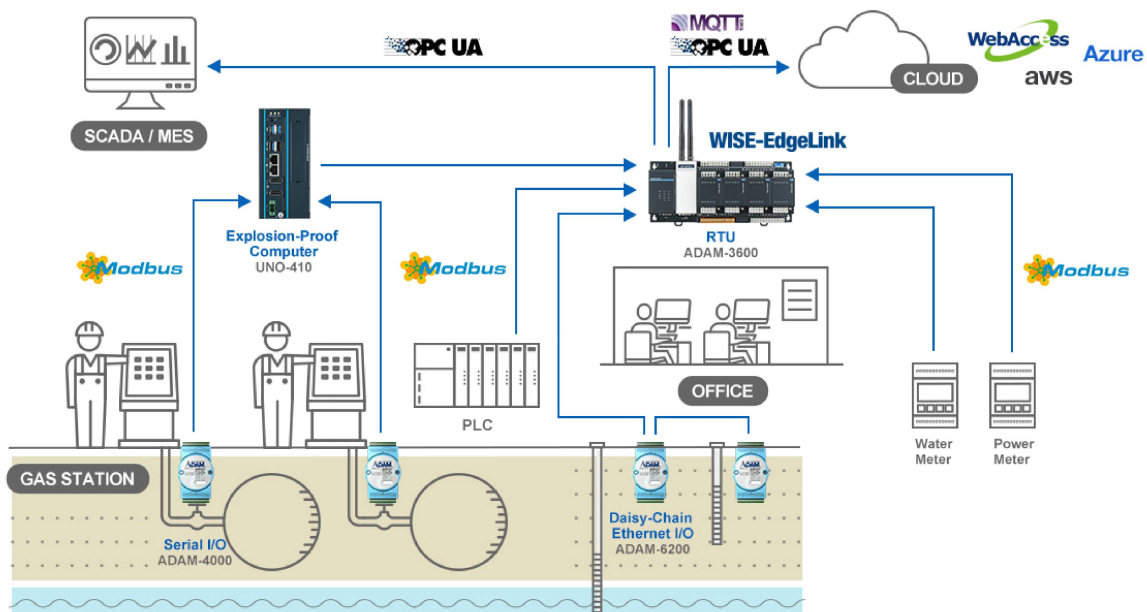 MQTT
OPC UA
OPC UA
WebAccess
Azure
aws
CLOUD
SCADA / MES
WISE-EdgeLink
Explosion-Proof
Computer
UNO-410
RTU
ADAM-3600
Modbus
Modbus
Modbus
OFFICE
PLC
Water
Meter
Power
Meter
GAS STATION
ADAM
ADAM
ADAM
ADAM
Serial I/O
ADAM-4000
Daisy-Chain
Ethernet I/O
ADAM-6200